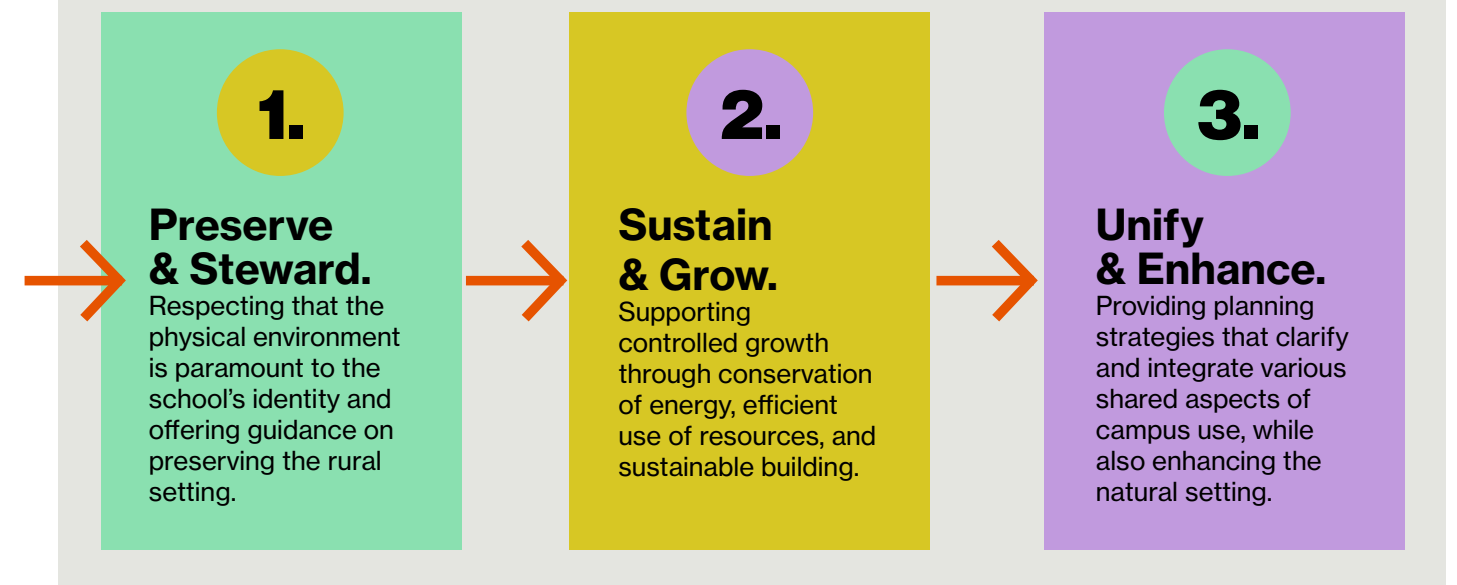 1.
Preserve
& Steward.
Respecting that the
physical environment
is paramount to the
school’s identity and
offering guidance on
preserving the rural
setting.
2.
Sustain
& Grow.
Supporting
controlled growth
through conservation
of energy, efficient
use of resources, and
sustainable building.
3.
Unify
& Enhance.
Providing planning
strategies that clarify
and integrate various
shared aspects of
campus use, while
also enhancing the
natural setting.